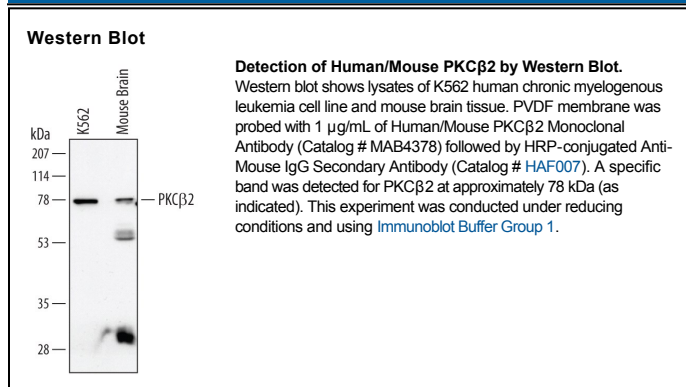 Western Blot
K562
Mouse Brain
kDa
207
114
78
53
35
28
PKCβ2
Detection of Human/Mouse PKCβ2 by Western Blot.
Western blot shows lysates of K562 human chronic myelogenous
leukemia cell line and mouse brain tissue. PVDF membrane was
probed with 1 µg/mL of Human/Mouse PKCβ2 Monoclonal
Antibody (Catalog # MAB4378) followed by HRP-conjugated Anti-
Mouse IgG Secondary Antibody (Catalog # HAF007). A specific
band was detected for PKCβ2 at approximately 78 kDa (as
indicated). This experiment was conducted under reducing
conditions and using Immunoblot Buffer Group 1.